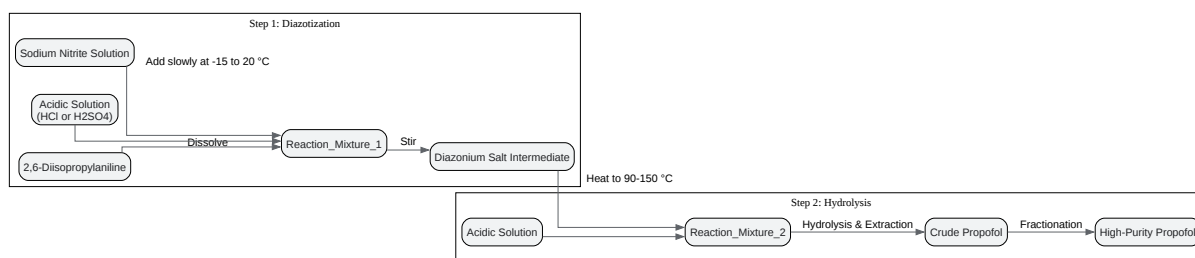 Step 1: Diazotization
Sodium Nitrite Solution
Add slowly at -15 to 20 °C
Acidic Solution
(HCl or H2SO4)
Dissolve
2,6-Diisopropylaniline
Reaction_Mixture_1
Stir
Diazonium Salt Intermediate
Heat to 90-150 °C
Step 2: Hydrolysis
Acidic Solution
Reaction_Mixture_2
Hydrolysis & Extraction
Crude Propofol
Fractionation
High-Purity Propofol